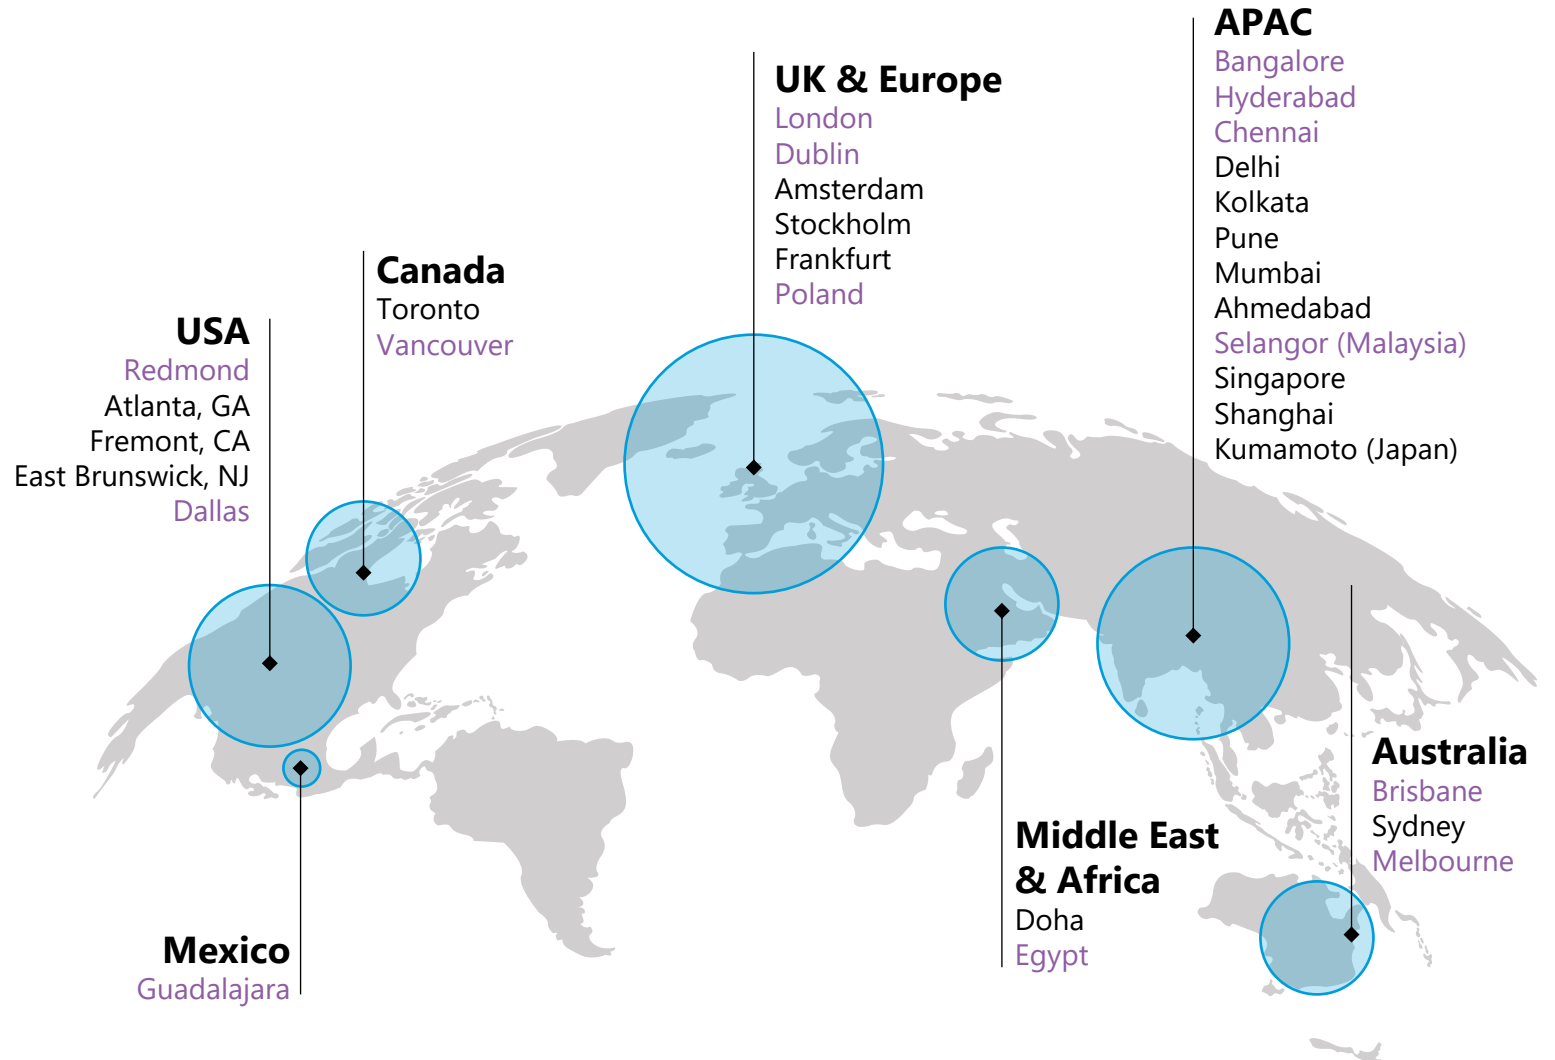 USA
Redmond
Atlanta, GA
Fremont, CA
East Brunswick, NJ
Dallas
Canada
Toronto
Vancouver
UK & Europe
London
Dublin
Amsterdam
Stockholm
Frankfurt
Poland
APAC
Bangalore
Hyderabad
Chennai
Delhi
Kolkata
Pune
Mumbai
Ahmedabad
Selangor (Malaysia)
Singapore
Shanghai
Kumamoto (Japan)
Mexico
Guadalajara
Middle East
& Africa
Doha
Egypt
Australia
Brisbane
Sydney
Melbourne